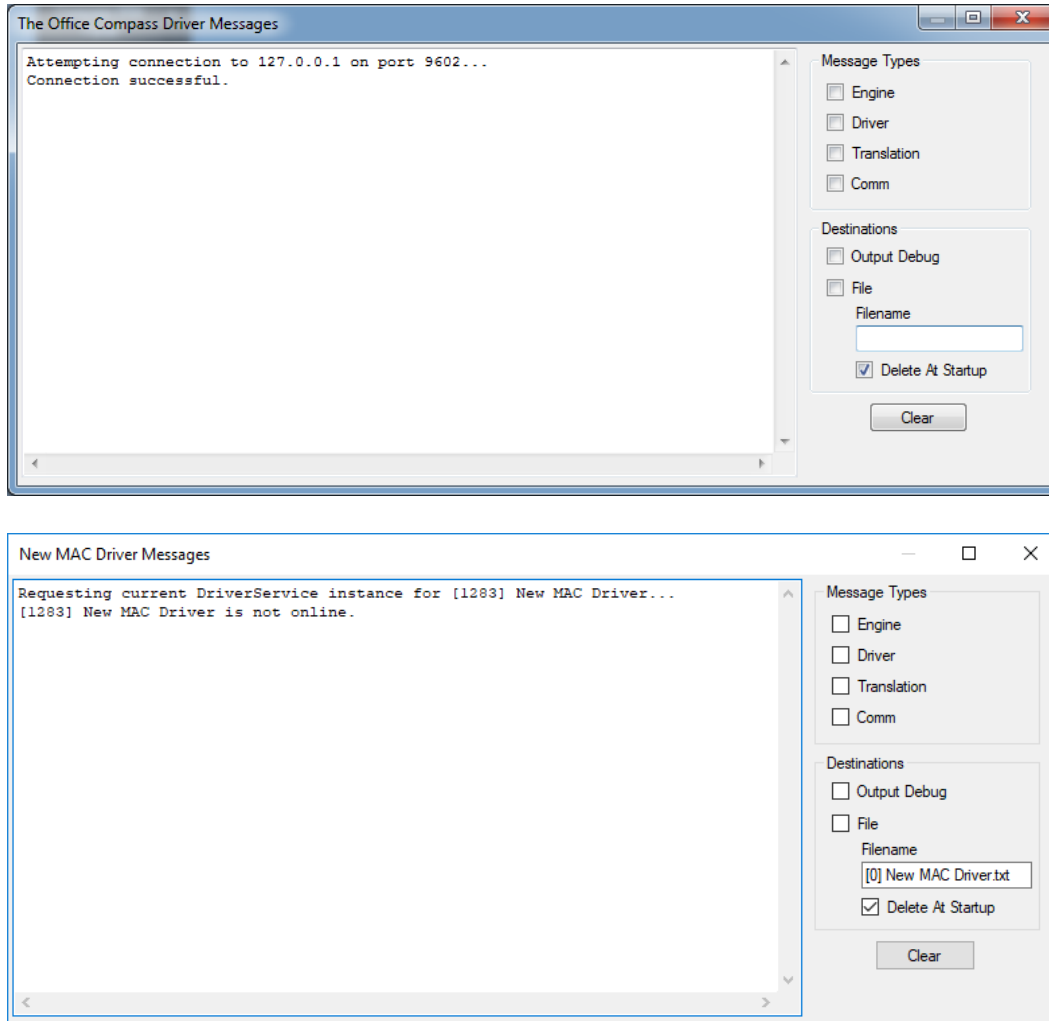 The Office Compass Driver Messages
Attempting connection to 127.0.0.1 on port 9602...
Connection successful.
Message Types
Engine
Driver
Translation
Comm
Destinations
Output Debug
File
Filename
Delete At Startup
Clear
New MAC Driver Messages
Requesting current DriverService instance for [1283] New MAC Driver...
[1283] New MAC Driver is not online.
Message Types
Engine
Driver
Translation
Comm
Destinations
Output Debug
File
Filename
[0] New MAC Driver.txt
Delete At Startup
Clear